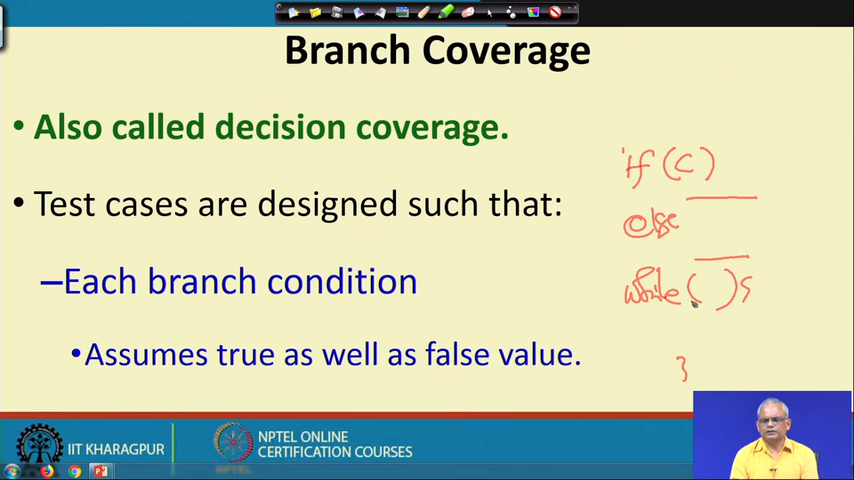 Branch Coverage
• Also called decision coverage.
• Test cases are designed such that:
–Each branch condition
•Assumes true as well as false value.
if (c)
else
while ( ) {
}
IIT KHARAGPUR
NPTEL ONLINE
CERTIFICATION COURSES